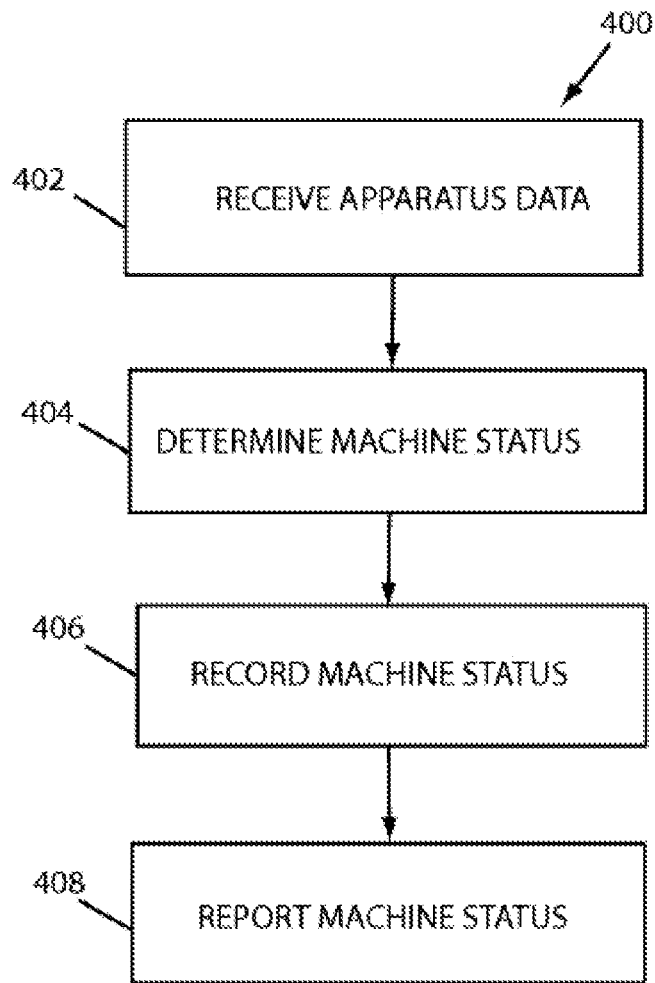 400
402
RECEIVE APPARATUS DATA
404
DETERMINE MACHINE STATUS
406
RECORD MACHINE STATUS
408
REPORT MACHINE STATUS